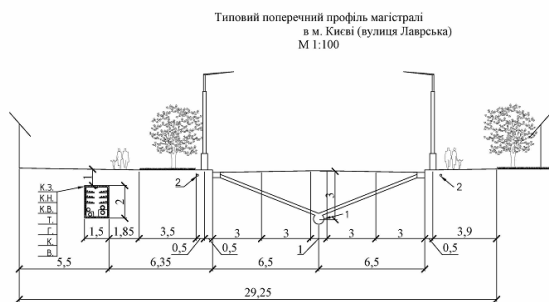 Типовий поперечний профіль магістралі
в м. Києві (вулиця Лаврська)
М 1:100
К.З.
К.Н.
К.В.
Т.
Г.
К.
В.
1
2
2
3
1
2
1,5
1,85
3,5
3
3
3
3
3,9
0,5
0,5
1
0,5
5,5
6,35
6,5
6,5
29,25